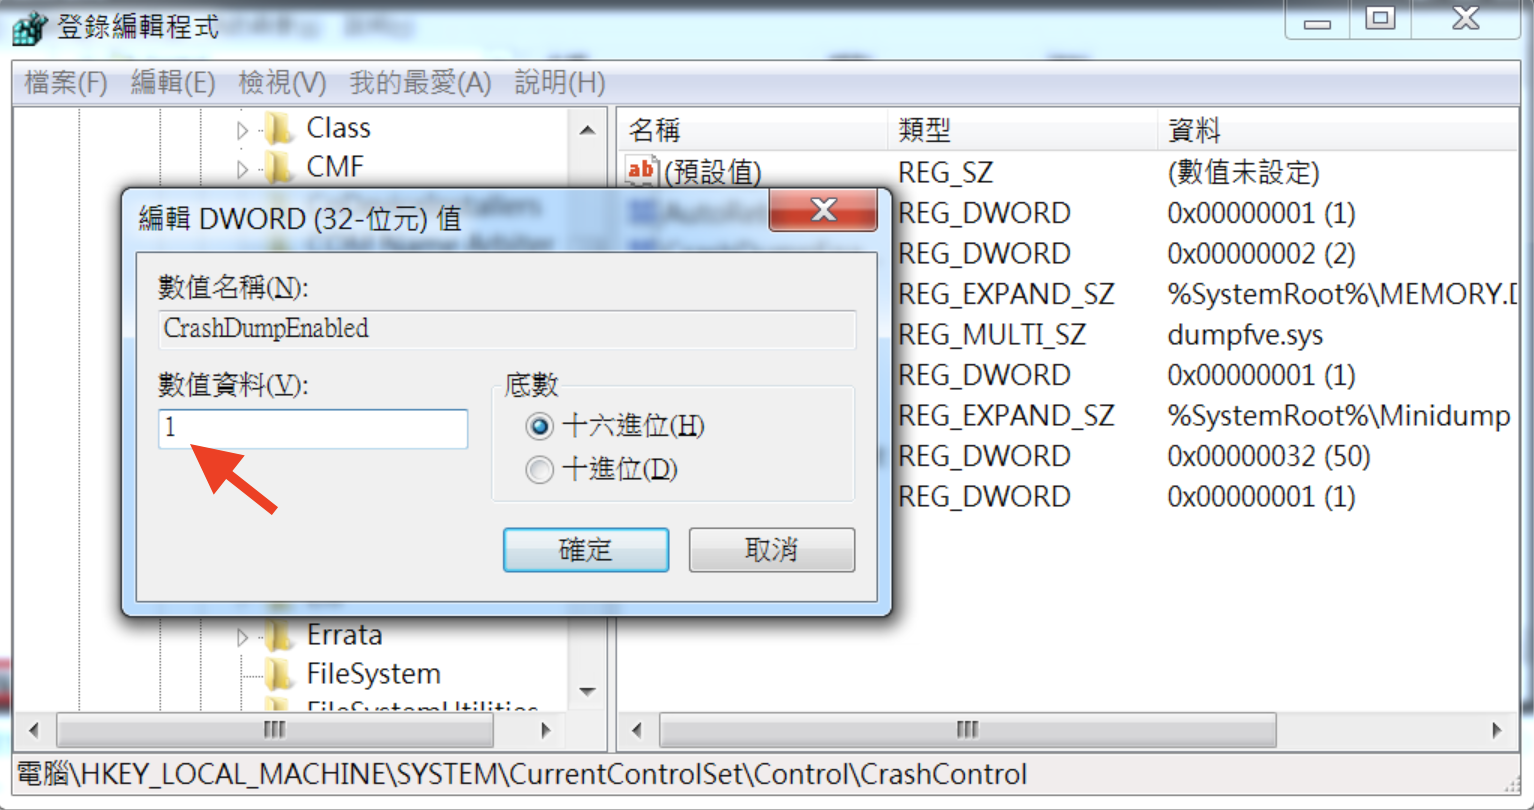 登錄編輯程式
檔案(F) 編輯(E) 檢視(V) 我的最愛(A) 說明(H)
Class
CMF
名稱 類型 資料
(預設值) REG_SZ (數值未設定)
REG_DWORD 0x00000001 (1)
REG_DWORD 0x00000002 (2)
REG_EXPAND_SZ %SystemRoot%\MEMORY.D
REG_MULTI_SZ dumpfve.sys
REG_DWORD 0x00000001 (1)
REG_EXPAND_SZ %SystemRoot%\Minidump
REG_DWORD 0x00000032 (50)
REG_DWORD 0x00000001 (1)
編輯 DWORD (32-位元) 值
數值名稱(N):
CrashDumpEnabled
數值資料(V):
1
底數
十六進位(H)
十進位(D)
確定 取消
Errata
FileSystem
FileSystemUtilities
電腦\HKEY_LOCAL_MACHINE\SYSTEM\CurrentControlSet\Control\CrashControl